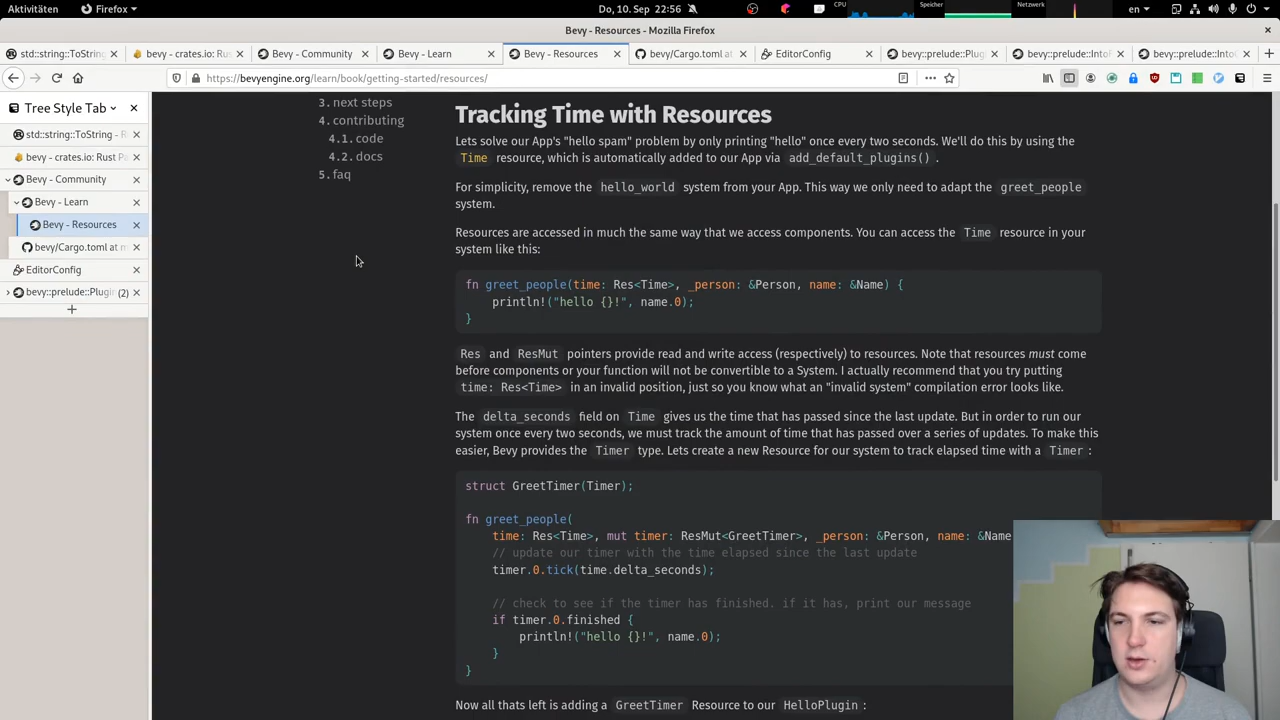 Aktivitäten
Firefox
Do, 10. Sep 22:56
CPU
Speicher
Netzwerk
en
Bevy - Resources - Mozilla Firefox
std::string::ToString
bevy - crates.io: Rust
Bevy - Community
Bevy - Learn
Bevy - Resources
bevy/Cargo.toml at
EditorConfig
bevy::prelude::Plug
bevy::prelude::Into
bevy::prelude::Into
https://bevyengine.org/learn/book/getting-started/resources/
Tree Style Tab
std::string::ToString - R
bevy - crates.io: Rust Pa
Bevy - Community
Bevy - Learn
Bevy - Resources
bevy/Cargo.toml at m
EditorConfig
bevy::prelude::Plugi (2)
3. next steps
4. contributing
4.1. code
4.2. docs
5. faq
Tracking Time with Resources
Lets solve our App's "hello spam" problem by only printing "hello" once every two seconds. We'll do this by using the
Time resource, which is automatically added to our App via add_default_plugins() .
For simplicity, remove the hello_world system from your App. This way we only need to adapt the greet_people
system.
Resources are accessed in much the same way that we access components. You can access the Time resource in your
system like this:
fn greet_people(time: Res<Time>, _person: &Person, name: &Name) {
println!("hello {}!", name.0);
}
Res and ResMut pointers provide read and write access (respectively) to resources. Note that resources must come
before components or your function will not be convertible to a System. I actually recommend that you try putting
time: Res<Time> in an invalid position, just so you know what an "invalid system" compilation error looks like.
The delta_seconds field on Time gives us the time that has passed since the last update. But in order to run our
system once every two seconds, we must track the amount of time that has passed over a series of updates. To make this
easier, Bevy provides the Timer type. Lets create a new Resource for our system to track elapsed time with a Timer :
struct GreetTimer(Timer);
fn greet_people(
time: Res<Time>, mut timer: ResMut<GreetTimer>, _person: &Person, name: &Name
// update our timer with the time elapsed since the last update
timer.0.tick(time.delta_seconds);
// check to see if the timer has finished. if it has, print our message
if timer.0.finished {
println!("hello {}!", name.0);
}
}
Now all thats left is adding a GreetTimer Resource to our HelloPlugin :